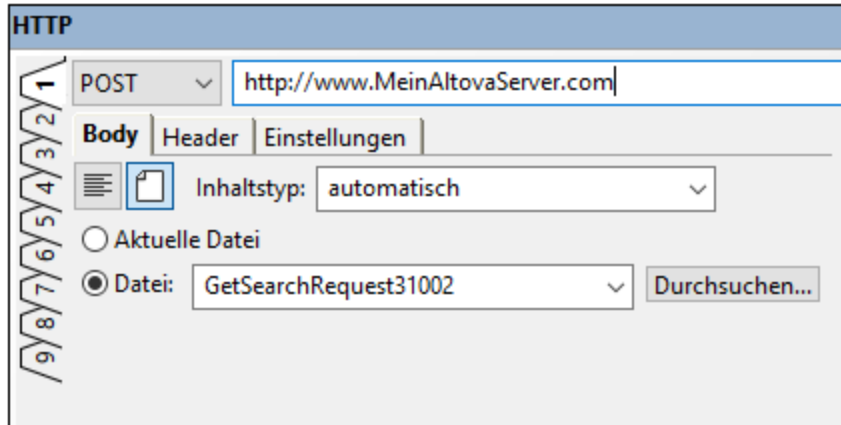 HTTP
POST http://www.MeinAltovaServer.com
Body Header Einstellungen
Inhaltstyp: automatisch
Aktuelle Datei
Datei: GetSearchRequest31002 Durchsuchen...
1
2
3
4
5
6
7
8
9